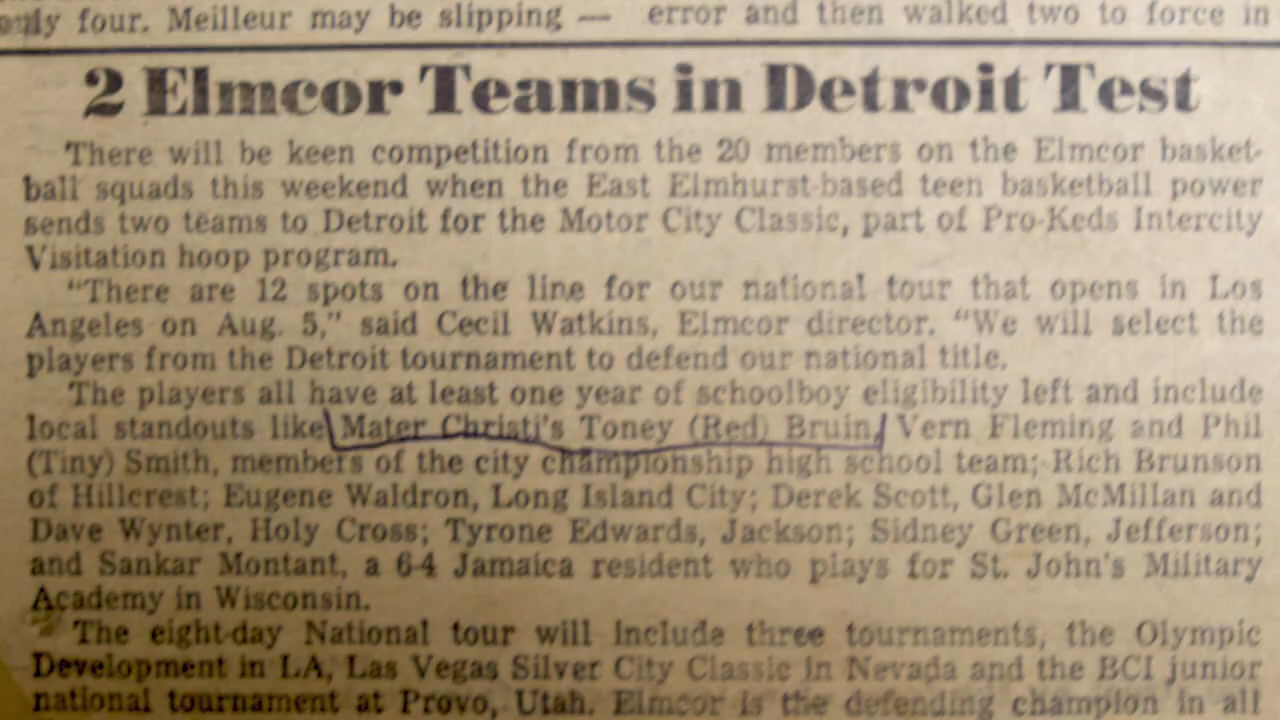 only four. Meilleur may be slipping — error and then walked two to force in
2 Elmcor Teams in Detroit Test
There will be keen competition from the 20 members on the Elmcor basket-
ball squads this weekend when the East Elmhurst-based teen basketball power
sends two teams to Detroit for the Motor City Classic, part of Pro-Keds Intercity
Visitation hoop program.
"There are 12 spots on the line for our national tour that opens in Los
Angeles on Aug. 5," said Cecil Watkins, Elmcor director. "We will select the
players from the Detroit tournament to defend our national title.
The players all have at least one year of schoolboy eligibility left and include
local standouts like Mater Christi's Toney (Red) Bruin, Vern Fleming and Phil
(Tiny) Smith, members of the city championship high school team; Rich Brunson
of Hillcrest; Eugene Waldron, Long Island City; Derek Scott, Glen McMillan and
Dave Wynter, Holy Cross; Tyrone Edwards, Jackson; Sidney Green, Jefferson;
and Sankar Montant, a 6-4 Jamaica resident who plays for St. John's Military
Academy in Wisconsin.
The eight-day National tour will include three tournaments, the Olympic
Development in LA, Las Vegas Silver City Classic in Nevada and the BCI junior
national tournament at Provo, Utah. Elmcor is the defending champion in all